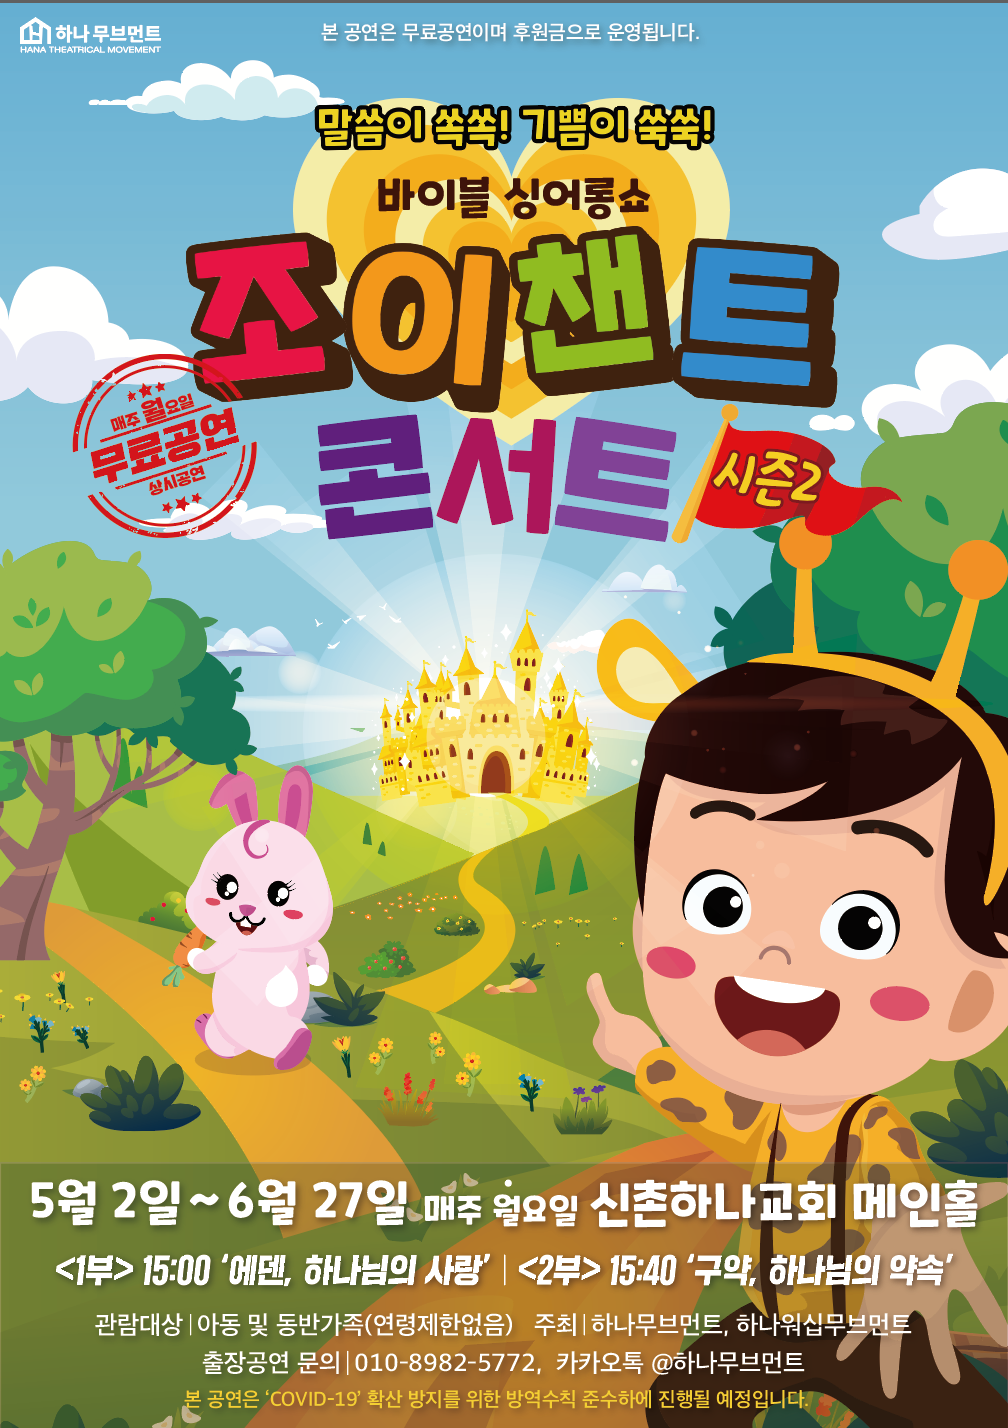 하나 무브먼트
HANA THEATRICAL MOVEMENT
본 공연은 무료공연이며 후원금으로 운영됩니다.
말씀이 쏙쏙! 기쁨이 쑥쑥!
바이블 싱어롱쇼
조이챈트
콘서트
시즌2
매주 월요일
무료공연
상시공연
5월 2일 ~ 6월 27일 매주 월요일 신촌하나교회 메인홀
<1부> 15:00 ‘에덴, 하나님의 사랑’ | <2부> 15:40 ‘구약, 하나님의 약속’
관람대상 | 아동 및 동반가족(연령제한없음) 주최 | 하나무브먼트, 하나워십무브먼트
출장공연 문의 | 010-8982-5772, 카카오톡 @하나무브먼트
본 공연은 ‘COVID-19’ 확산 방지를 위한 방역수칙 준수하에 진행될 예정입니다.